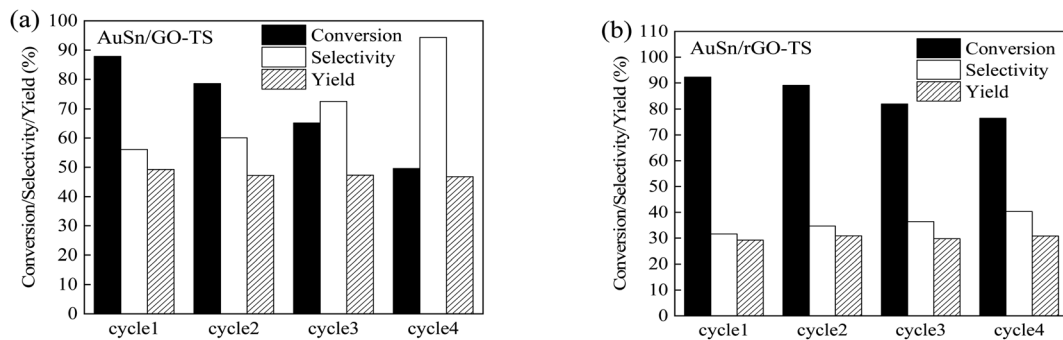 (a)
AuSn/GO-TS
Conversion
Selectivity
Yield
Conversion/Selectivity/Yield (%)
100
90
80
70
60
50
40
30
20
10
0
cycle1 cycle2 cycle3 cycle4
(b)
AuSn/rGO-TS
Conversion
Selectivity
Yield
Conversion/Selectivity/Yield (%)
110
100
90
80
70
60
50
40
30
20
10
0
cycle1 cycle2 cycle3 cycle4